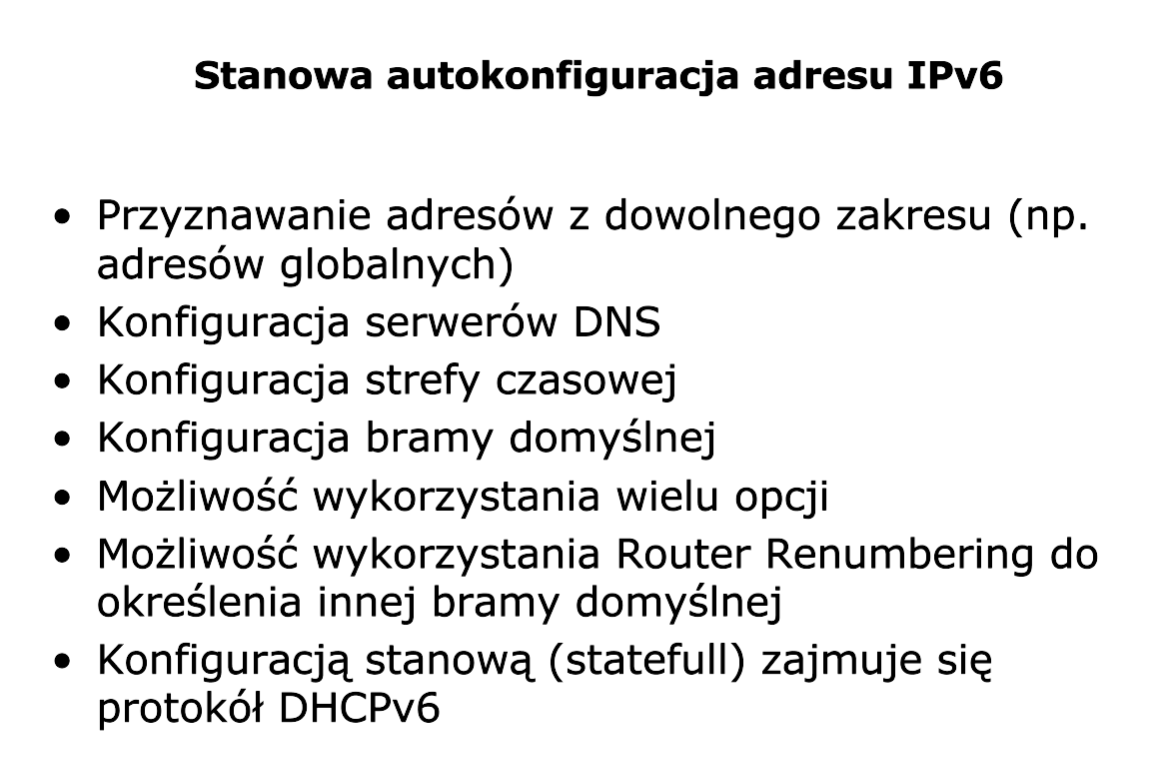 Stanowa autokonfiguracja adresu IPv6
• Przyznawanie adresów z dowolnego zakresu (np.
adresów globalnych)
• Konfiguracja serwerów DNS
• Konfiguracja strefy czasowej
• Konfiguracja bramy domyślnej
• Możliwość wykorzystania wielu opcji
• Możliwość wykorzystania Router Renumbering do
określenia innej bramy domyślnej
• Konfiguracją stanową (statefull) zajmuje się
protokół DHCPv6